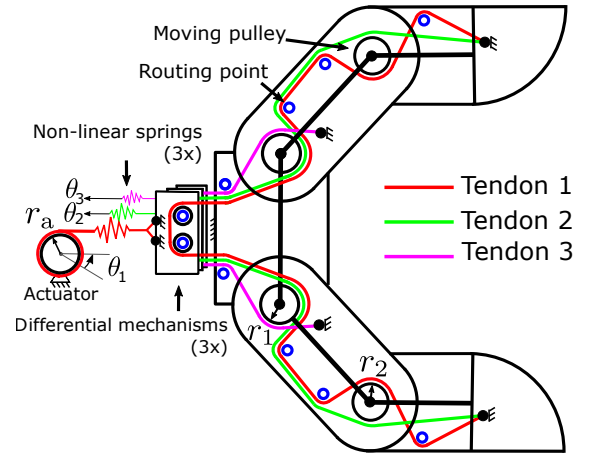 Moving pulley
Routing point
Non-linear springs
(3x)
θ3
θ2
ra
θ1
Actuator
Differential mechanisms
(3x)
r1
r2
Tendon 1
Tendon 2
Tendon 3